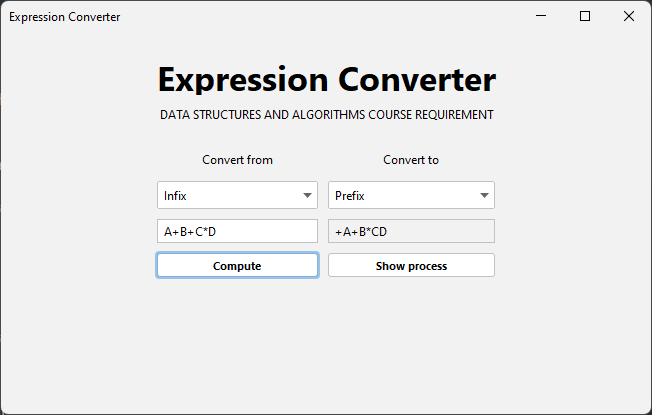 Expression Converter
Expression Converter
DATA STRUCTURES AND ALGORITHMS COURSE REQUIREMENT
Convert from Convert to
Infix Prefix
A+B+C*D +A+B*CD
Compute Show process